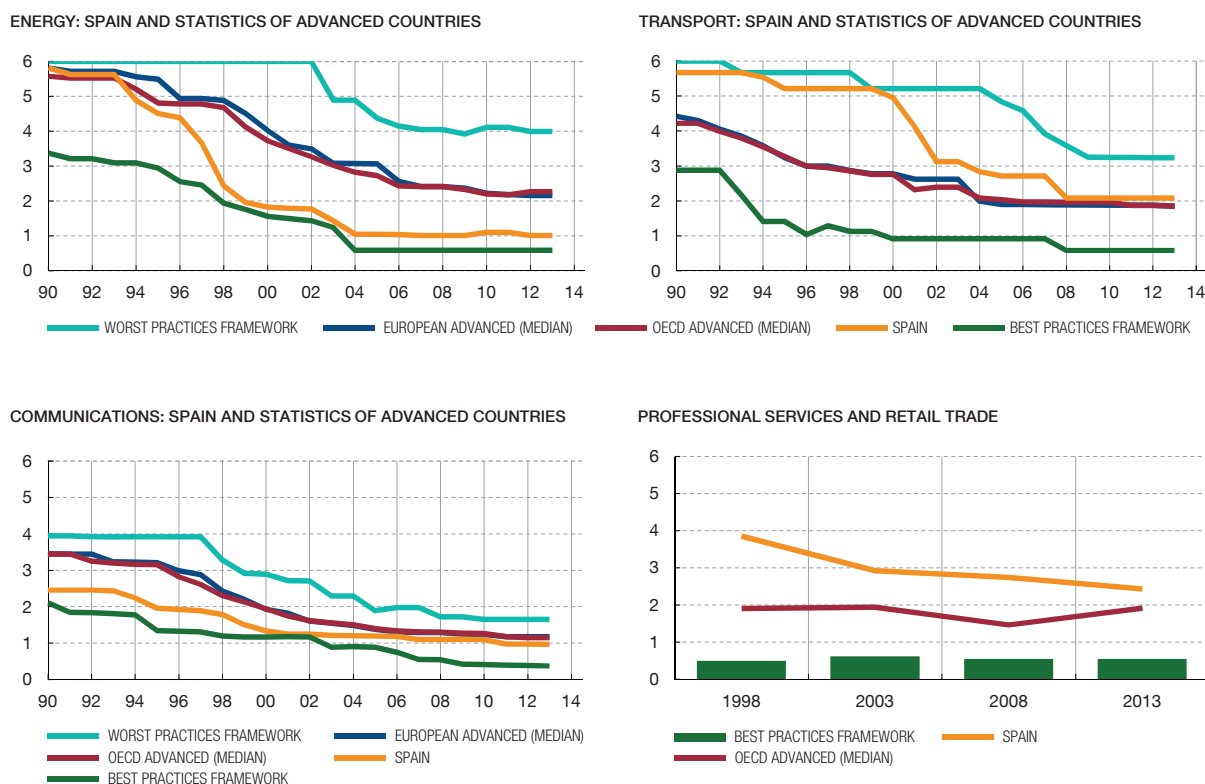 ENERGY: SPAIN AND STATISTICS OF ADVANCED COUNTRIES
6
5
4
3
2
1
0
90 92 94 96 98 00 02 04 06 08 10 12 14
TRANSPORT: SPAIN AND STATISTICS OF ADVANCED COUNTRIES
6
5
4
3
2
1
0
90 92 94 96 98 00 02 04 06 08 10 12 14
WORST PRACTICES FRAMEWORK EUROPEAN ADVANCED (MEDIAN) OECD ADVANCED (MEDIAN) SPAIN BEST PRACTICES FRAMEWORK
COMMUNICATIONS: SPAIN AND STATISTICS OF ADVANCED COUNTRIES
6
5
4
3
2
1
0
90 92 94 96 98 00 02 04 06 08 10 12 14
WORST PRACTICES FRAMEWORK EUROPEAN ADVANCED (MEDIAN)
OECD ADVANCED (MEDIAN) SPAIN
BEST PRACTICES FRAMEWORK
PROFESSIONAL SERVICES AND RETAIL TRADE
6
5
4
3
2
1
0
1998 2003 2008 2013
BEST PRACTICES FRAMEWORK SPAIN
OECD ADVANCED (MEDIAN)